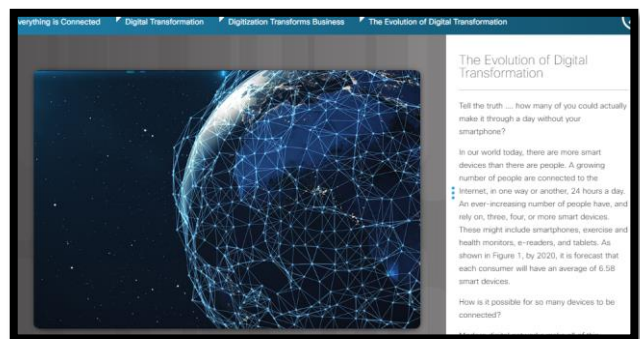 verything is Connected Digital Transformation Digitization Transforms Business The Evolution of Digital Transformation
The Evolution of Digital
Transformation
Tell the truth .... how many of you could actually
make it through a day without your
smartphone?
In our world today, there are more smart
devices than there are people. A growing
number of people are connected to the
Internet, in one way or another, 24 hours a day.
An ever-increasing number of people have, and
rely on, three, four, or more smart devices.
These might include smartphones, exercise and
health monitors, e-readers, and tablets. As
shown in Figure 1, by 2020, it is forecast that
each consumer will have an average of 6.58
smart devices.
How is it possible for so many devices to be
connected?